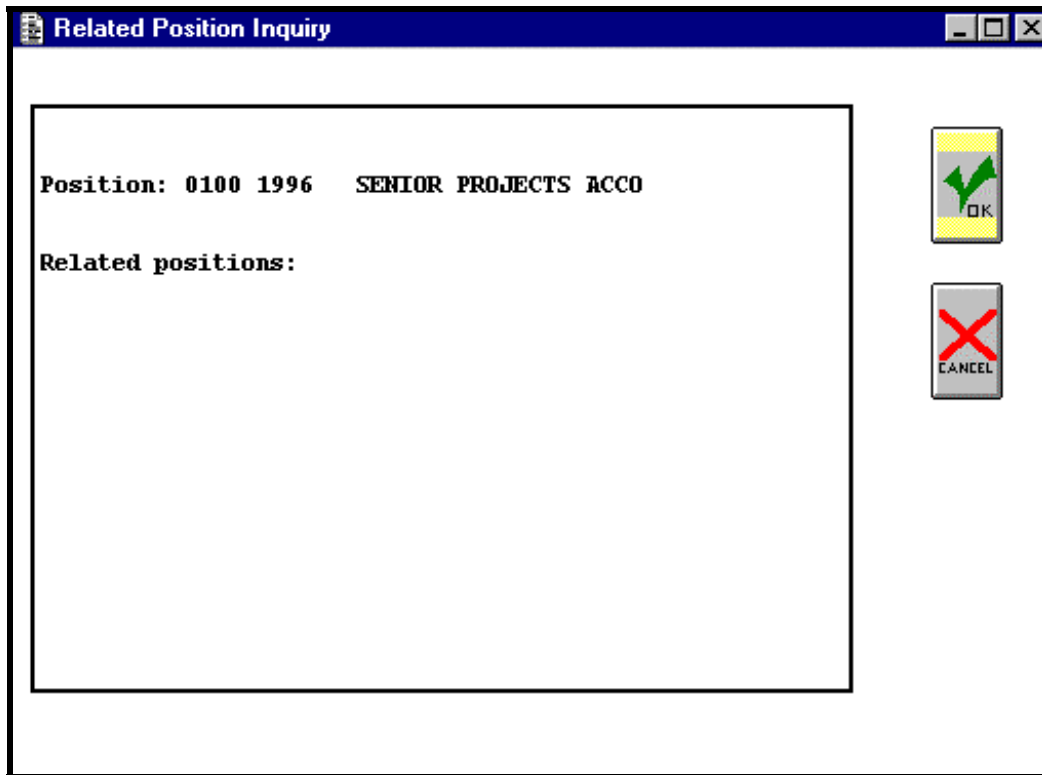 Related Position Inquiry
Position: 0100 1996 SENIOR PROJECTS ACCO
Related positions:
OK
CANCEL